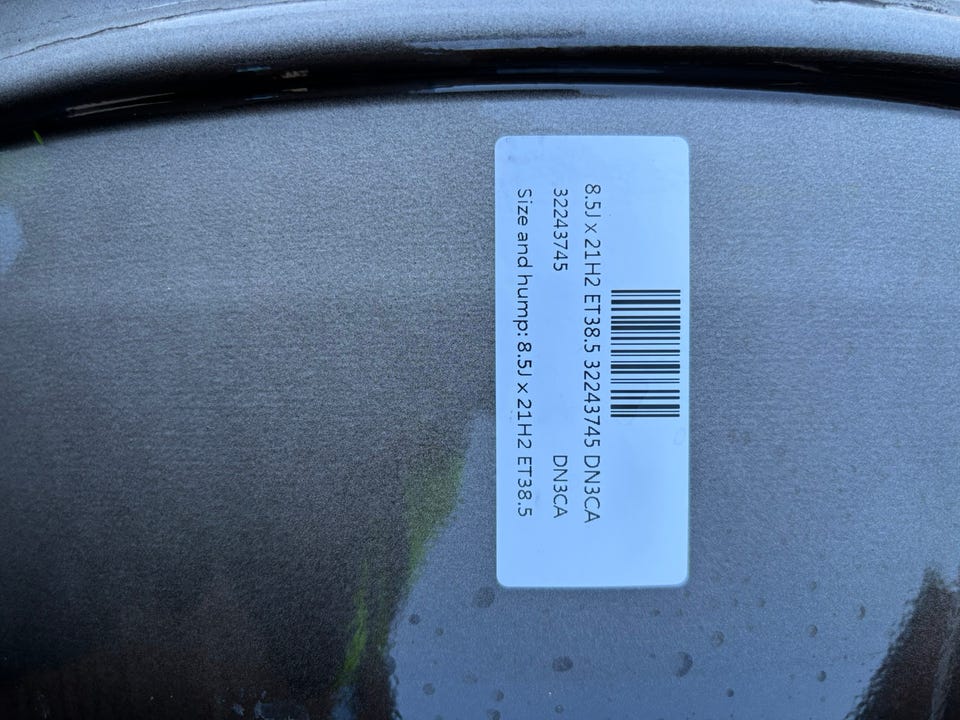 8.5J x 21H2 ET38.5 32243745 DN3CA
32243745 DN3CA
Size and hump: 8.5J x 21H2 ET38.5